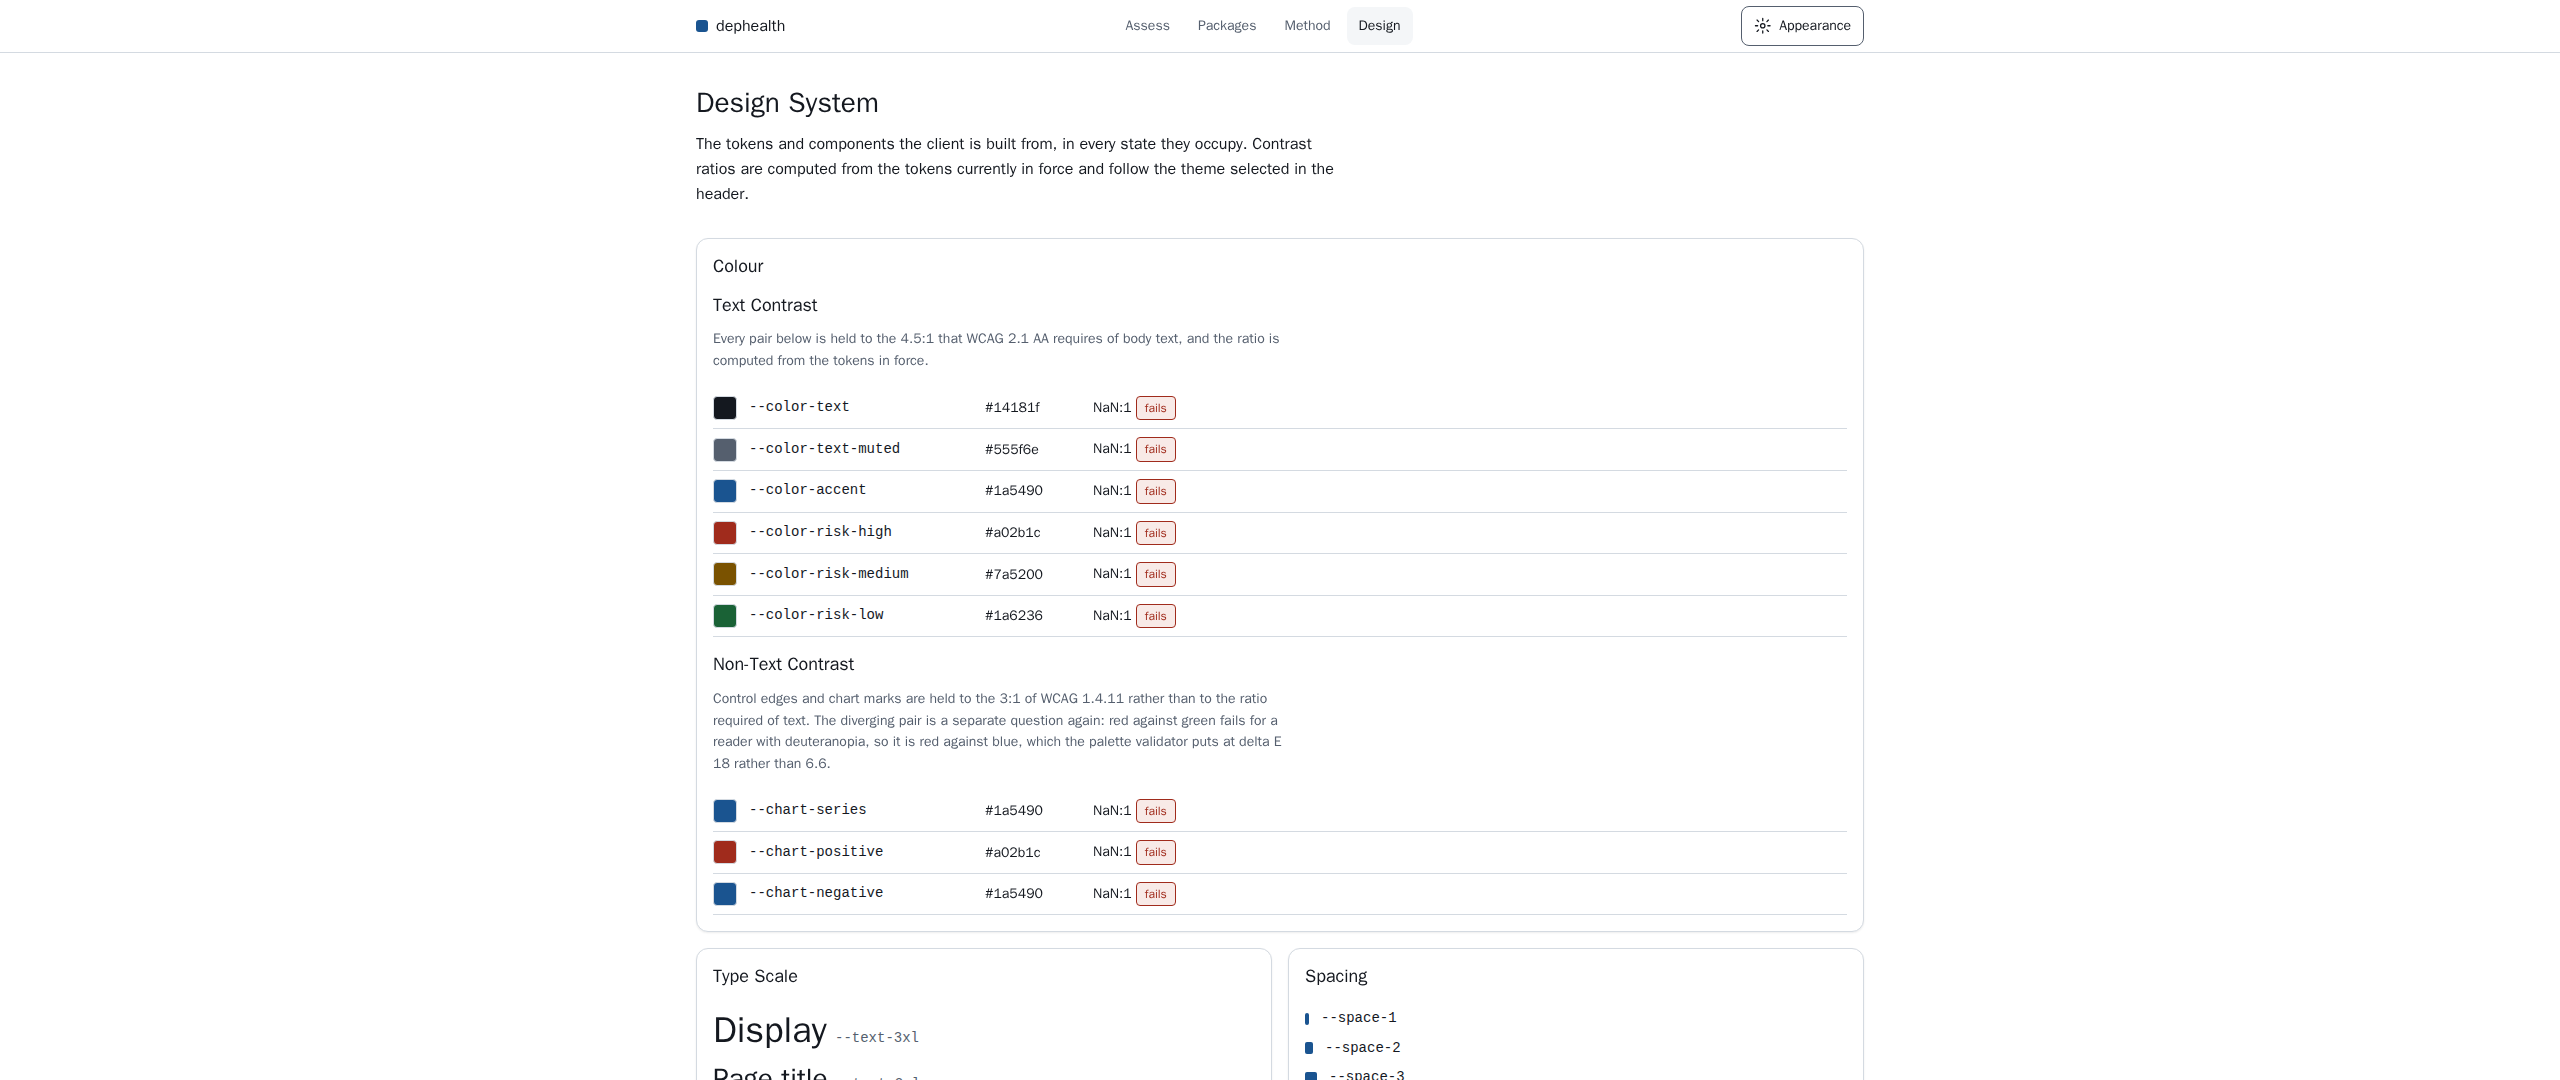 dephealth
Assess
Packages
Method
Design
Appearance
Design System
The tokens and components the client is built from, in every state they occupy. Contrast
ratios are computed from the tokens currently in force and follow the theme selected in the
header.
Colour
Text Contrast
Every pair below is held to the 4.5:1 that WCAG 2.1 AA requires of body text, and the ratio is
computed from the tokens in force.
--color-text #14181f NaN:1 fails
--color-text-muted #555f6e NaN:1 fails
--color-accent #1a5490 NaN:1 fails
--color-risk-high #a02b1c NaN:1 fails
--color-risk-medium #7a5200 NaN:1 fails
--color-risk-low #1a6236 NaN:1 fails
Non-Text Contrast
Control edges and chart marks are held to the 3:1 of WCAG 1.4.11 rather than to the ratio
required of text. The diverging pair is a separate question again: red against green fails for a
reader with deuteranopia, so it is red against blue, which the palette validator puts at delta E
18 rather than 6.6.
--chart-series #1a5490 NaN:1 fails
--chart-positive #a02b1c NaN:1 fails
--chart-negative #1a5490 NaN:1 fails
Type Scale
Display --text-3xl
Page title
Spacing
--space-1
--space-2
--space-3